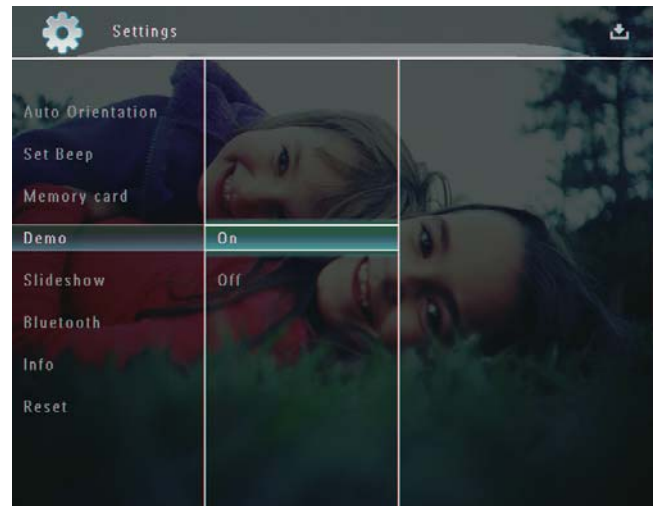 Settings
Auto Orientation
Set Beep
Memory card
Demo
On
Slideshow
Off
Bluetooth
Info
Reset